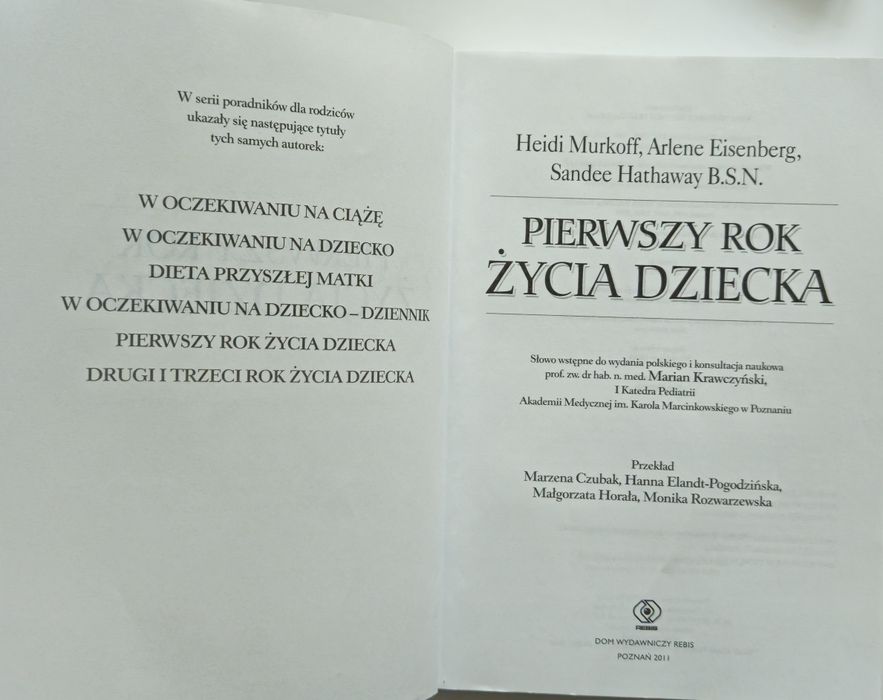 W serii poradników dla rodziców
ukazały się następujące tytuły
tych samych autorek:
W OCZEKIWANIU NA CIĄŻĘ
W OCZEKIWANIU NA DZIECKO
DIETA PRZYSZŁEJ MATKI
W OCZEKIWANIU NA DZIECKO – DZIENNIK
PIERWSZY ROK ŻYCIA DZIECKA
DRUGI I TRZECI ROK ŻYCIA DZIECKA
Heidi Murkoff, Arlene Eisenberg,
Sandee Hathaway B.S.N.
PIERWSZY ROK
ŻYCIA DZIECKA
Słowo wstępne do wydania polskiego i konsultacja naukowa
prof. zw. dr hab. n. med. Marian Krawczyński,
I Katedra Pediatrii
Akademii Medycznej im. Karola Marcinkowskiego w Poznaniu
Przekład
Marzena Czubak, Hanna Elandt-Pogodzińska,
Małgorzata Horała, Monika Rozwarzewska
REBIS
DOM WYDAWNICZY REBIS
POZNAŃ 2011